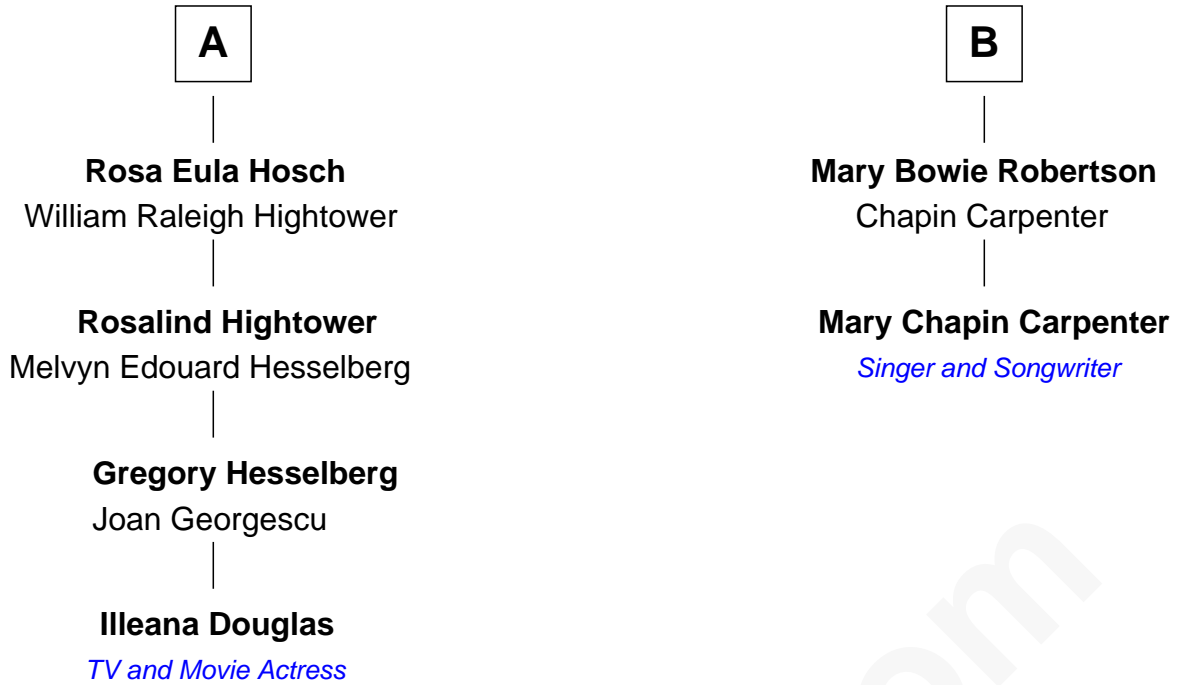 A
Rosa Eula Hosch
William Raleigh Hightower
Rosalind Hightower
Melvyn Edouard Hesselberg
Gregory Hesselberg
Joan Georgescu
Illeana Douglas
TV and Movie Actress
B
Mary Bowie Robertson
Chapin Carpenter
Mary Chapin Carpenter
Singer and Songwriter
om